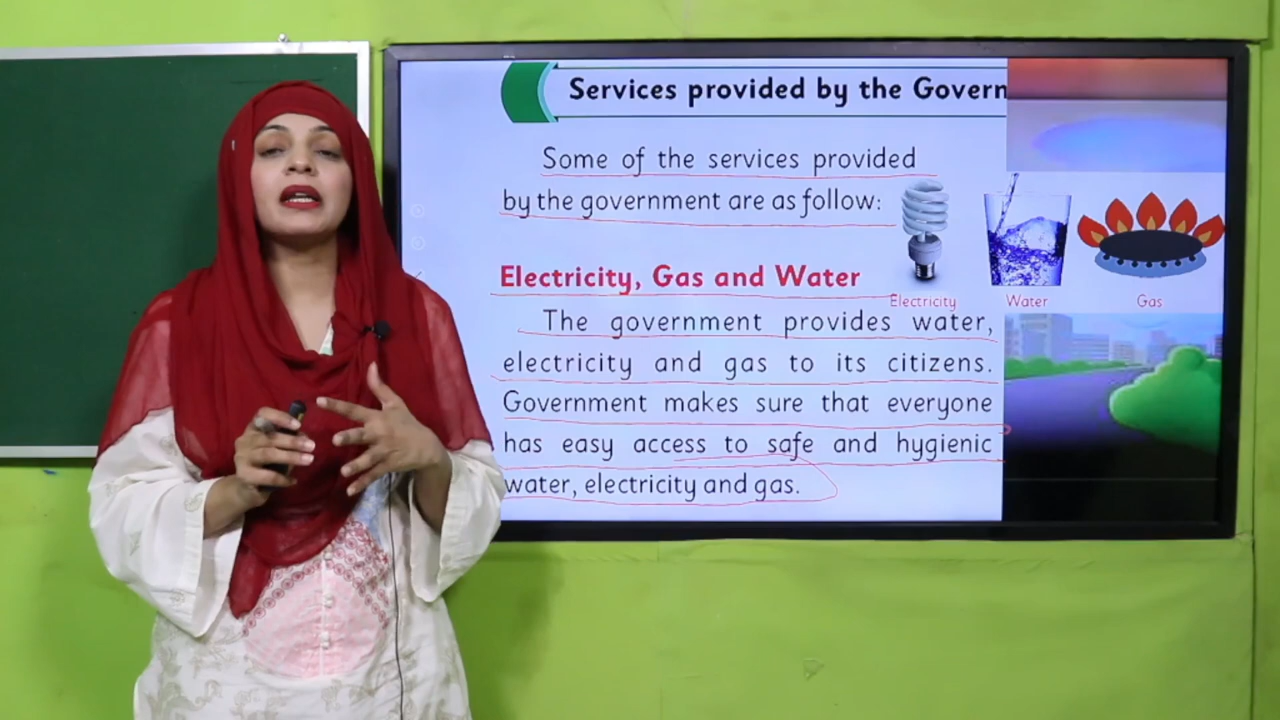 Services provided by the Govern
Some of the services provided
by the government are as follow:
Electricity, Gas and Water
Electricity
Water
Gas
The government provides water,
electricity and gas to its citizens.
Government makes sure that everyone
has easy access to safe and hygienic
water, electricity and gas.